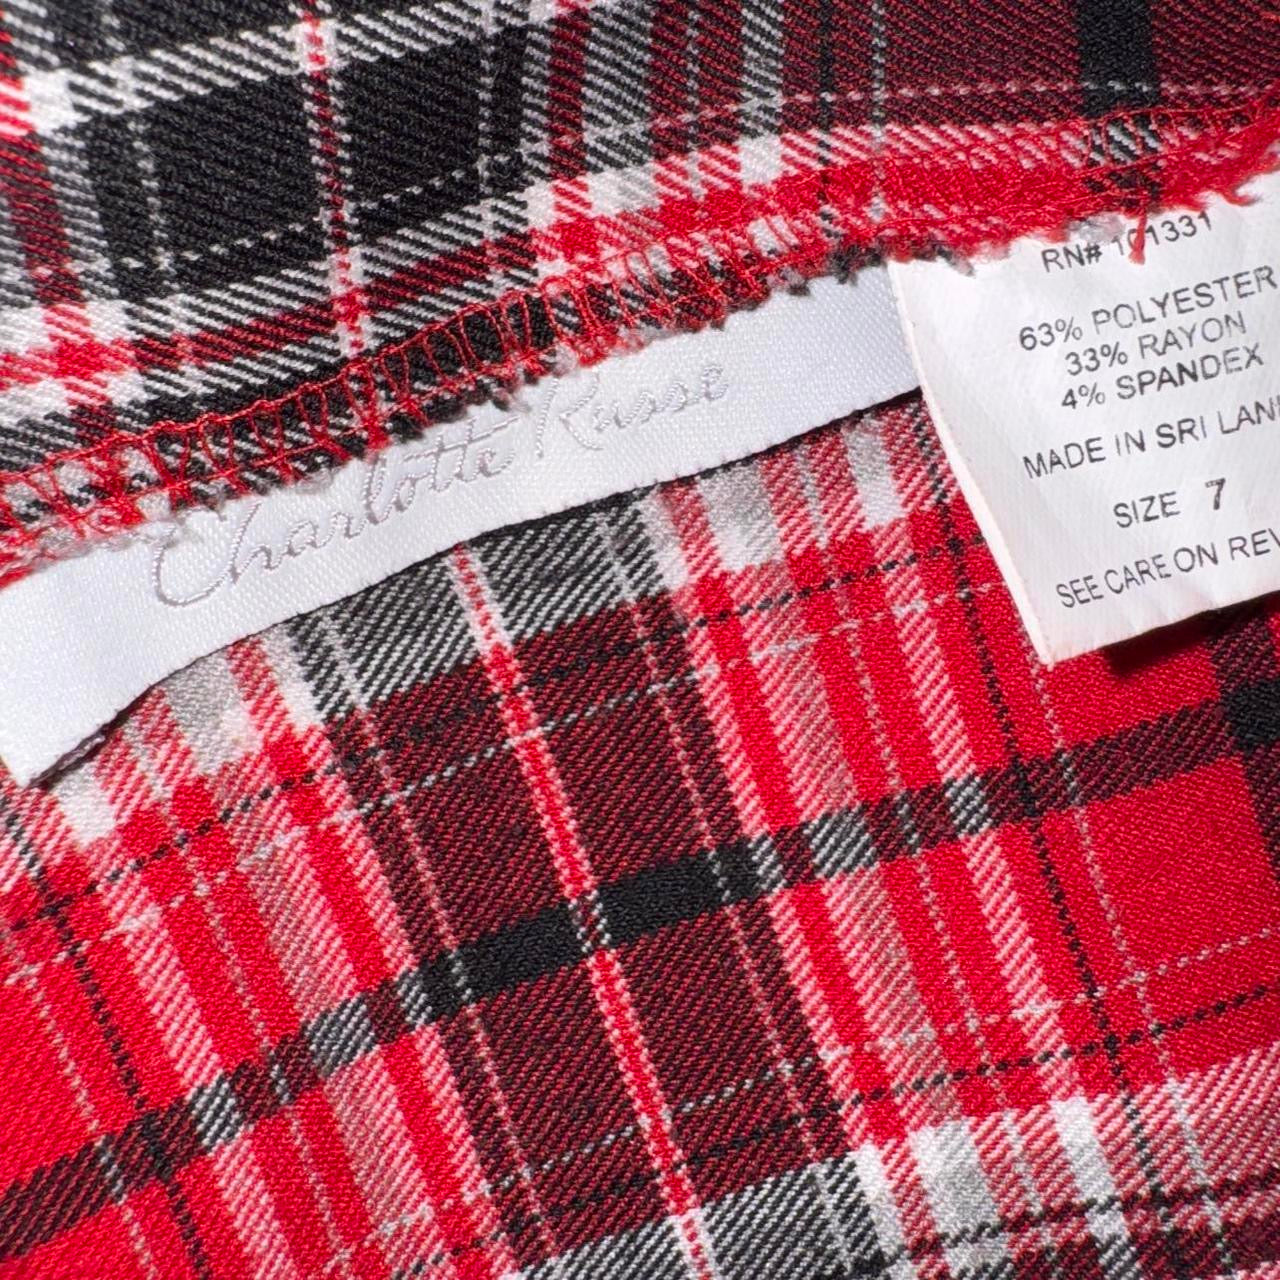 Charlotte Russe
RN# 101331
63% POLYESTER
33% RAYON
4% SPANDEX
MADE IN SRI LAN
SIZE 7
SEE CARE ON REV